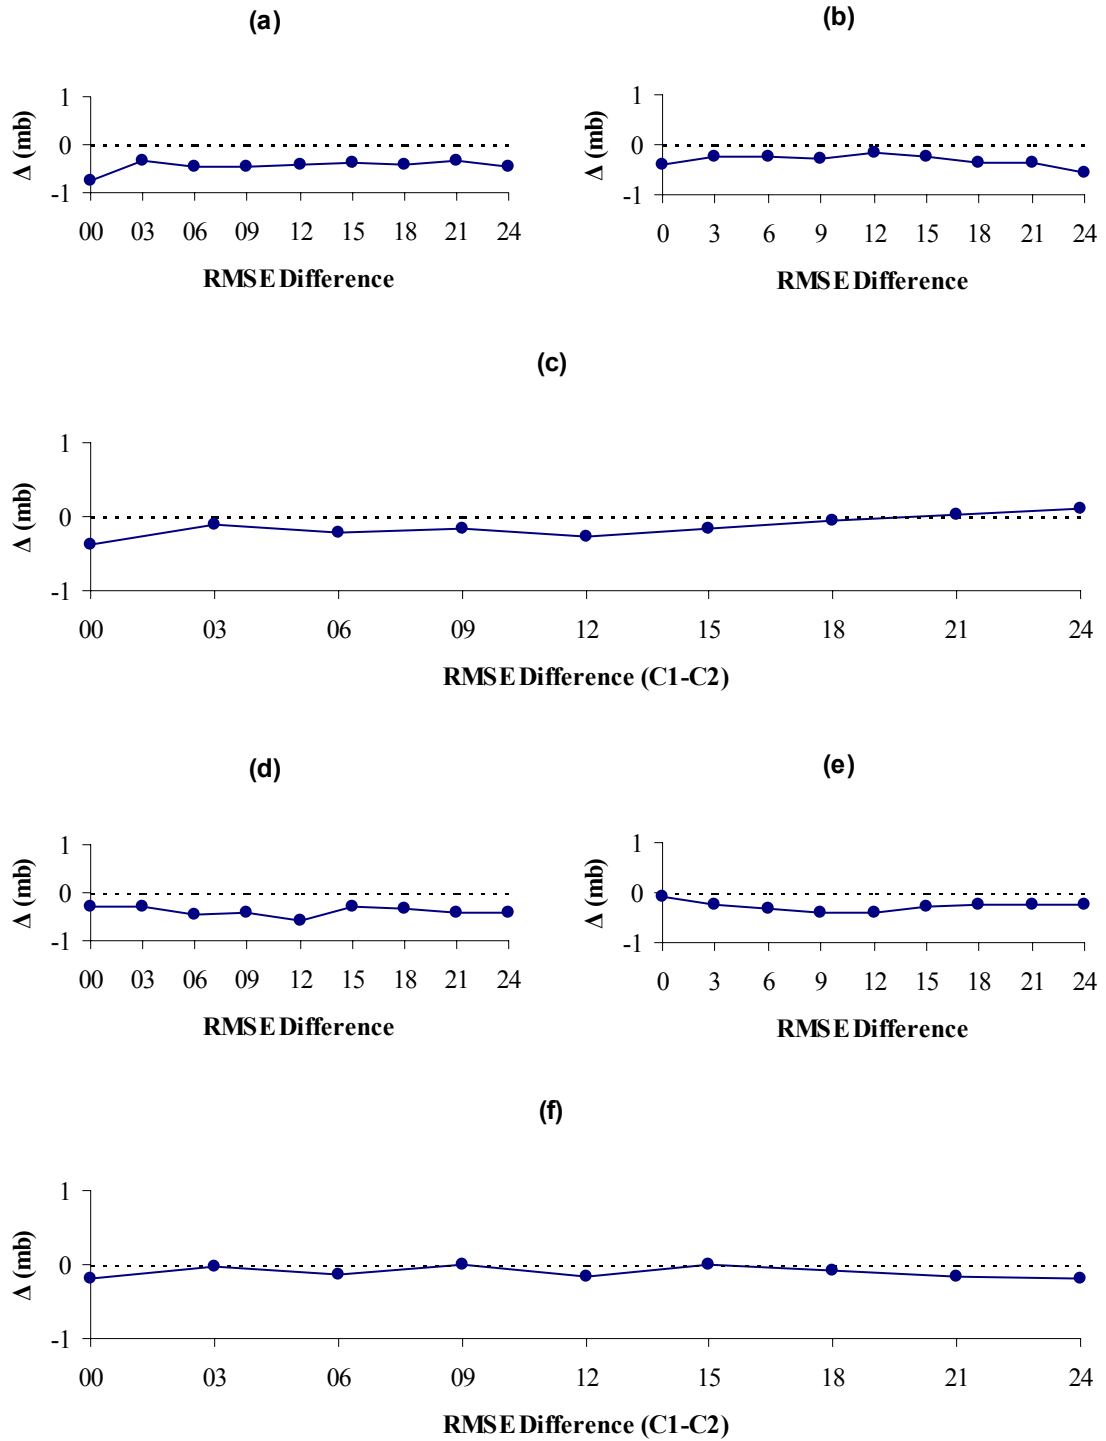 (a)
Δ (mb)
1
0
-1
00 03 06 09 12 15 18 21 24
RMSE Difference
(b)
Δ (mb)
1
0
-1
0 3 6 9 12 15 18 21 24
RMSE Difference
(c)
Δ (mb)
1
0
-1
00 03 06 09 12 15 18 21 24
RMSE Difference (C1-C2)
(d)
Δ (mb)
1
0
-1
00 03 06 09 12 15 18 21 24
RMSE Difference
(e)
Δ (mb)
1
0
-1
0 3 6 9 12 15 18 21 24
RMSE Difference
(f)
Δ (mb)
1
0
-1
00 03 06 09 12 15 18 21 24
RMSE Difference (C1-C2)